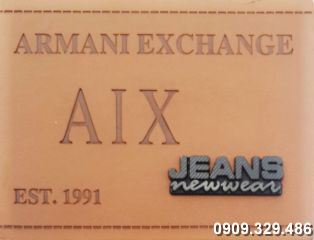 ARMANI EXCHANGE
AIX
JEANS
newwear
EST. 1991
0909.329.486